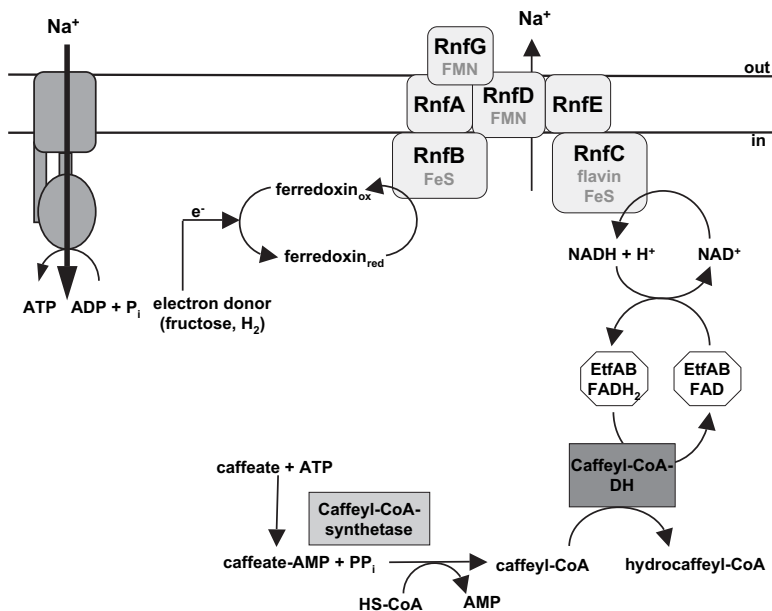 Na⁺
Na⁺
RnfG
FMN
out
RnfA
RnfD
FMN
RnfE
in
RnfB
FeS
RnfC
flavin
FeS
ferredoxinₒₓ
e⁻
ferredoxin_red
NADH + H⁺
NAD⁺
ATP
ADP + Pᵢ
electron donor
(fructose, H₂)
EtfAB
FADH₂
EtfAB
FAD
caffeate + ATP
Caffeyl-CoA-
DH
Caffeyl-CoA-
synthetase
caffeate-AMP + PPᵢ
caffeyl-CoA
hydrocaffeyl-CoA
HS-CoA
AMP